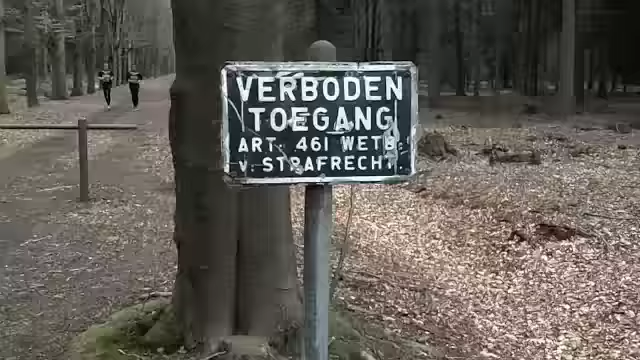 VERBODEN
TOEGANG
ART. 461 WETB.
v. STRAFRECHT.